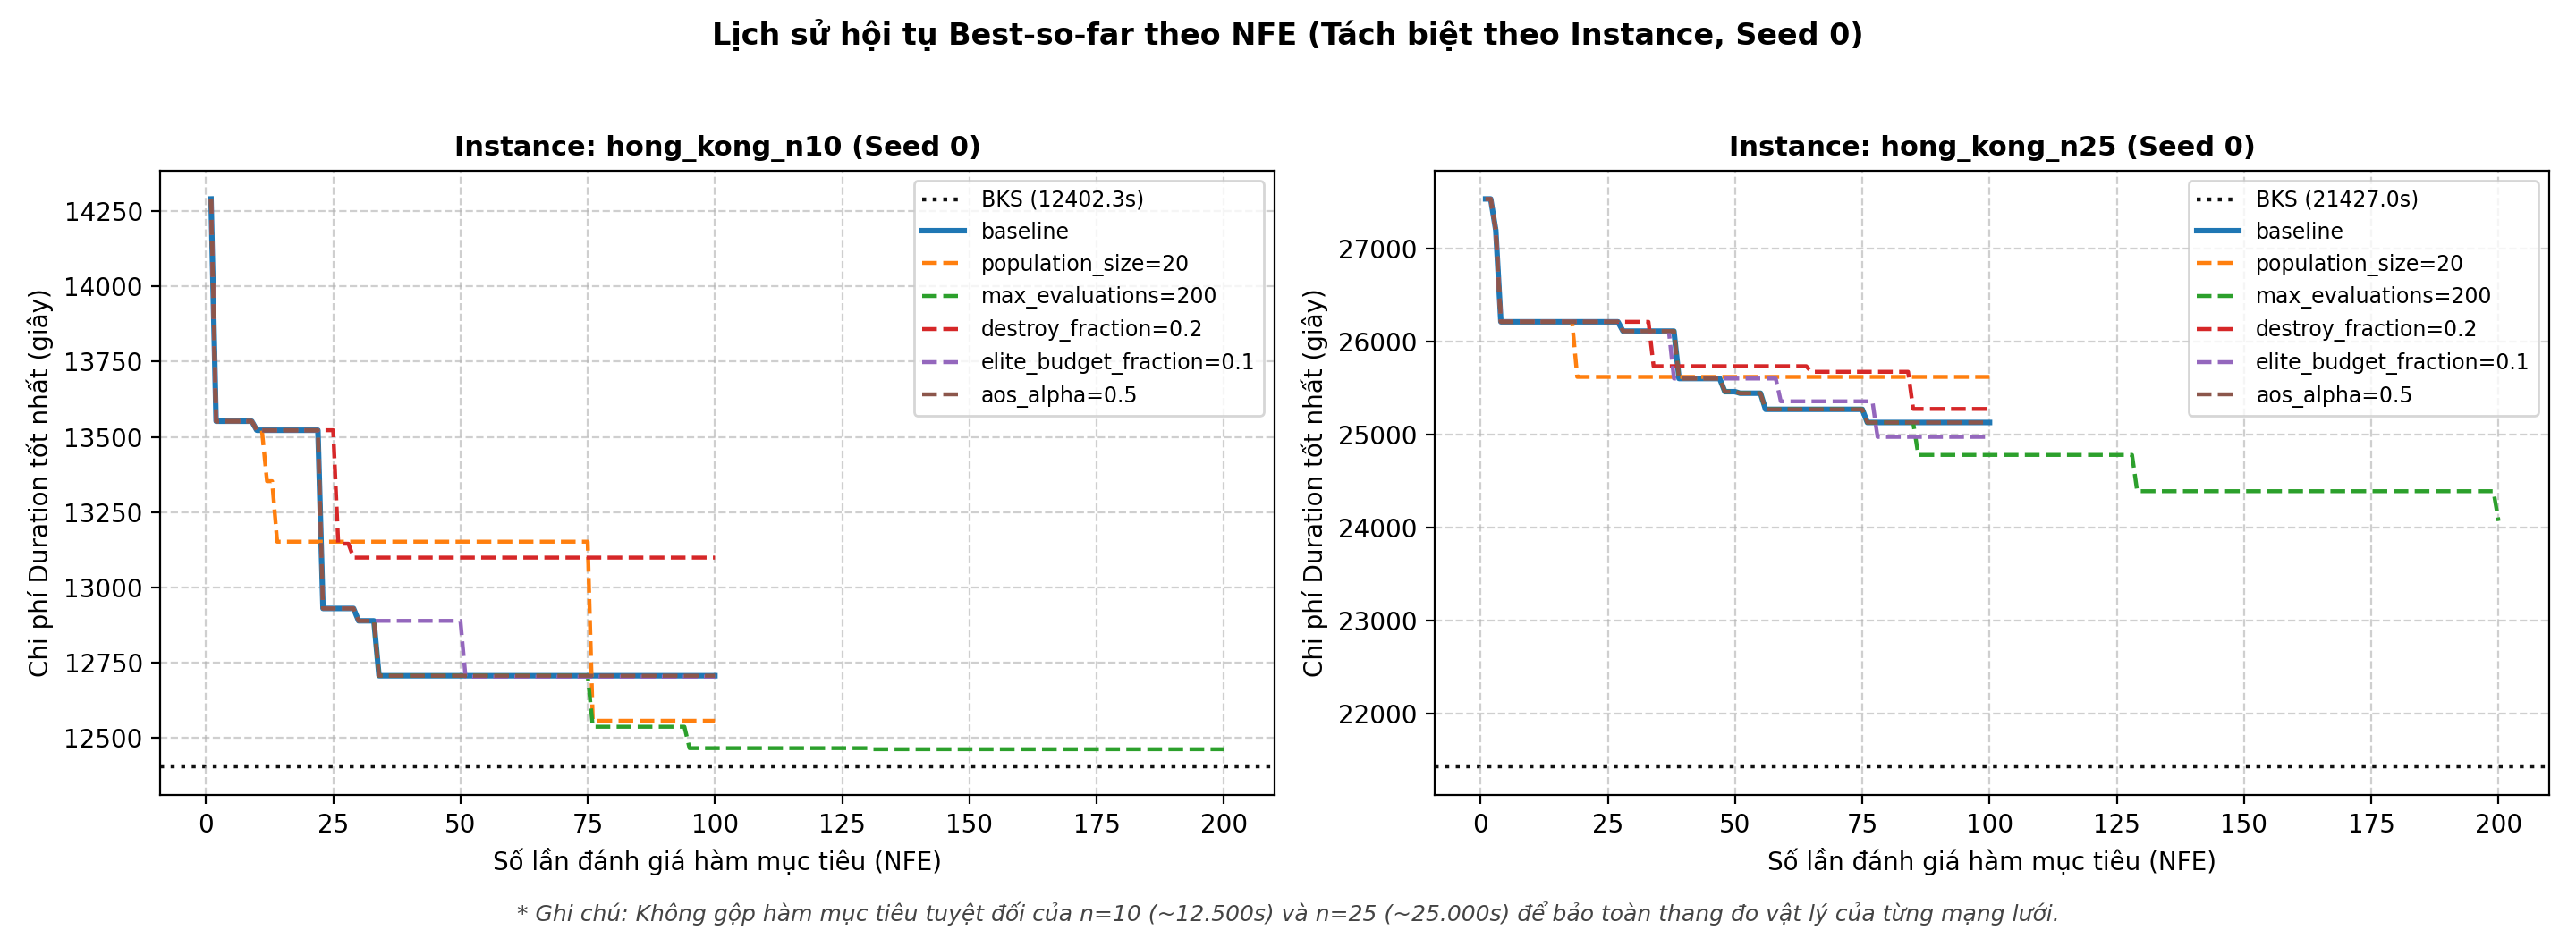 Lịch sử hội tụ Best-so-far theo NFE (Tách biệt theo Instance, Seed 0)
Instance: hong_kong_n10 (Seed 0)
Chi phí Duration tốt nhất (giây)
14250
14000
13750
13500
13250
13000
12750
12500
BKS (12402.3s)
baseline
population_size=20
max_evaluations=200
destroy_fraction=0.2
elite_budget_fraction=0.1
aos_alpha=0.5
0 25 50 75 100 125 150 175 200
Số lần đánh giá hàm mục tiêu (NFE)
Instance: hong_kong_n25 (Seed 0)
Chi phí Duration tốt nhất (giây)
27000
26000
25000
24000
23000
22000
BKS (21427.0s)
baseline
population_size=20
max_evaluations=200
destroy_fraction=0.2
elite_budget_fraction=0.1
aos_alpha=0.5
0 25 50 75 100 125 150 175 200
Số lần đánh giá hàm mục tiêu (NFE)
* Ghi chú: Không gộp hàm mục tiêu tuyệt đối của n=10 (~12.500s) và n=25 (~25.000s) để bảo toàn thang đo vật lý của từng mạng lưới.